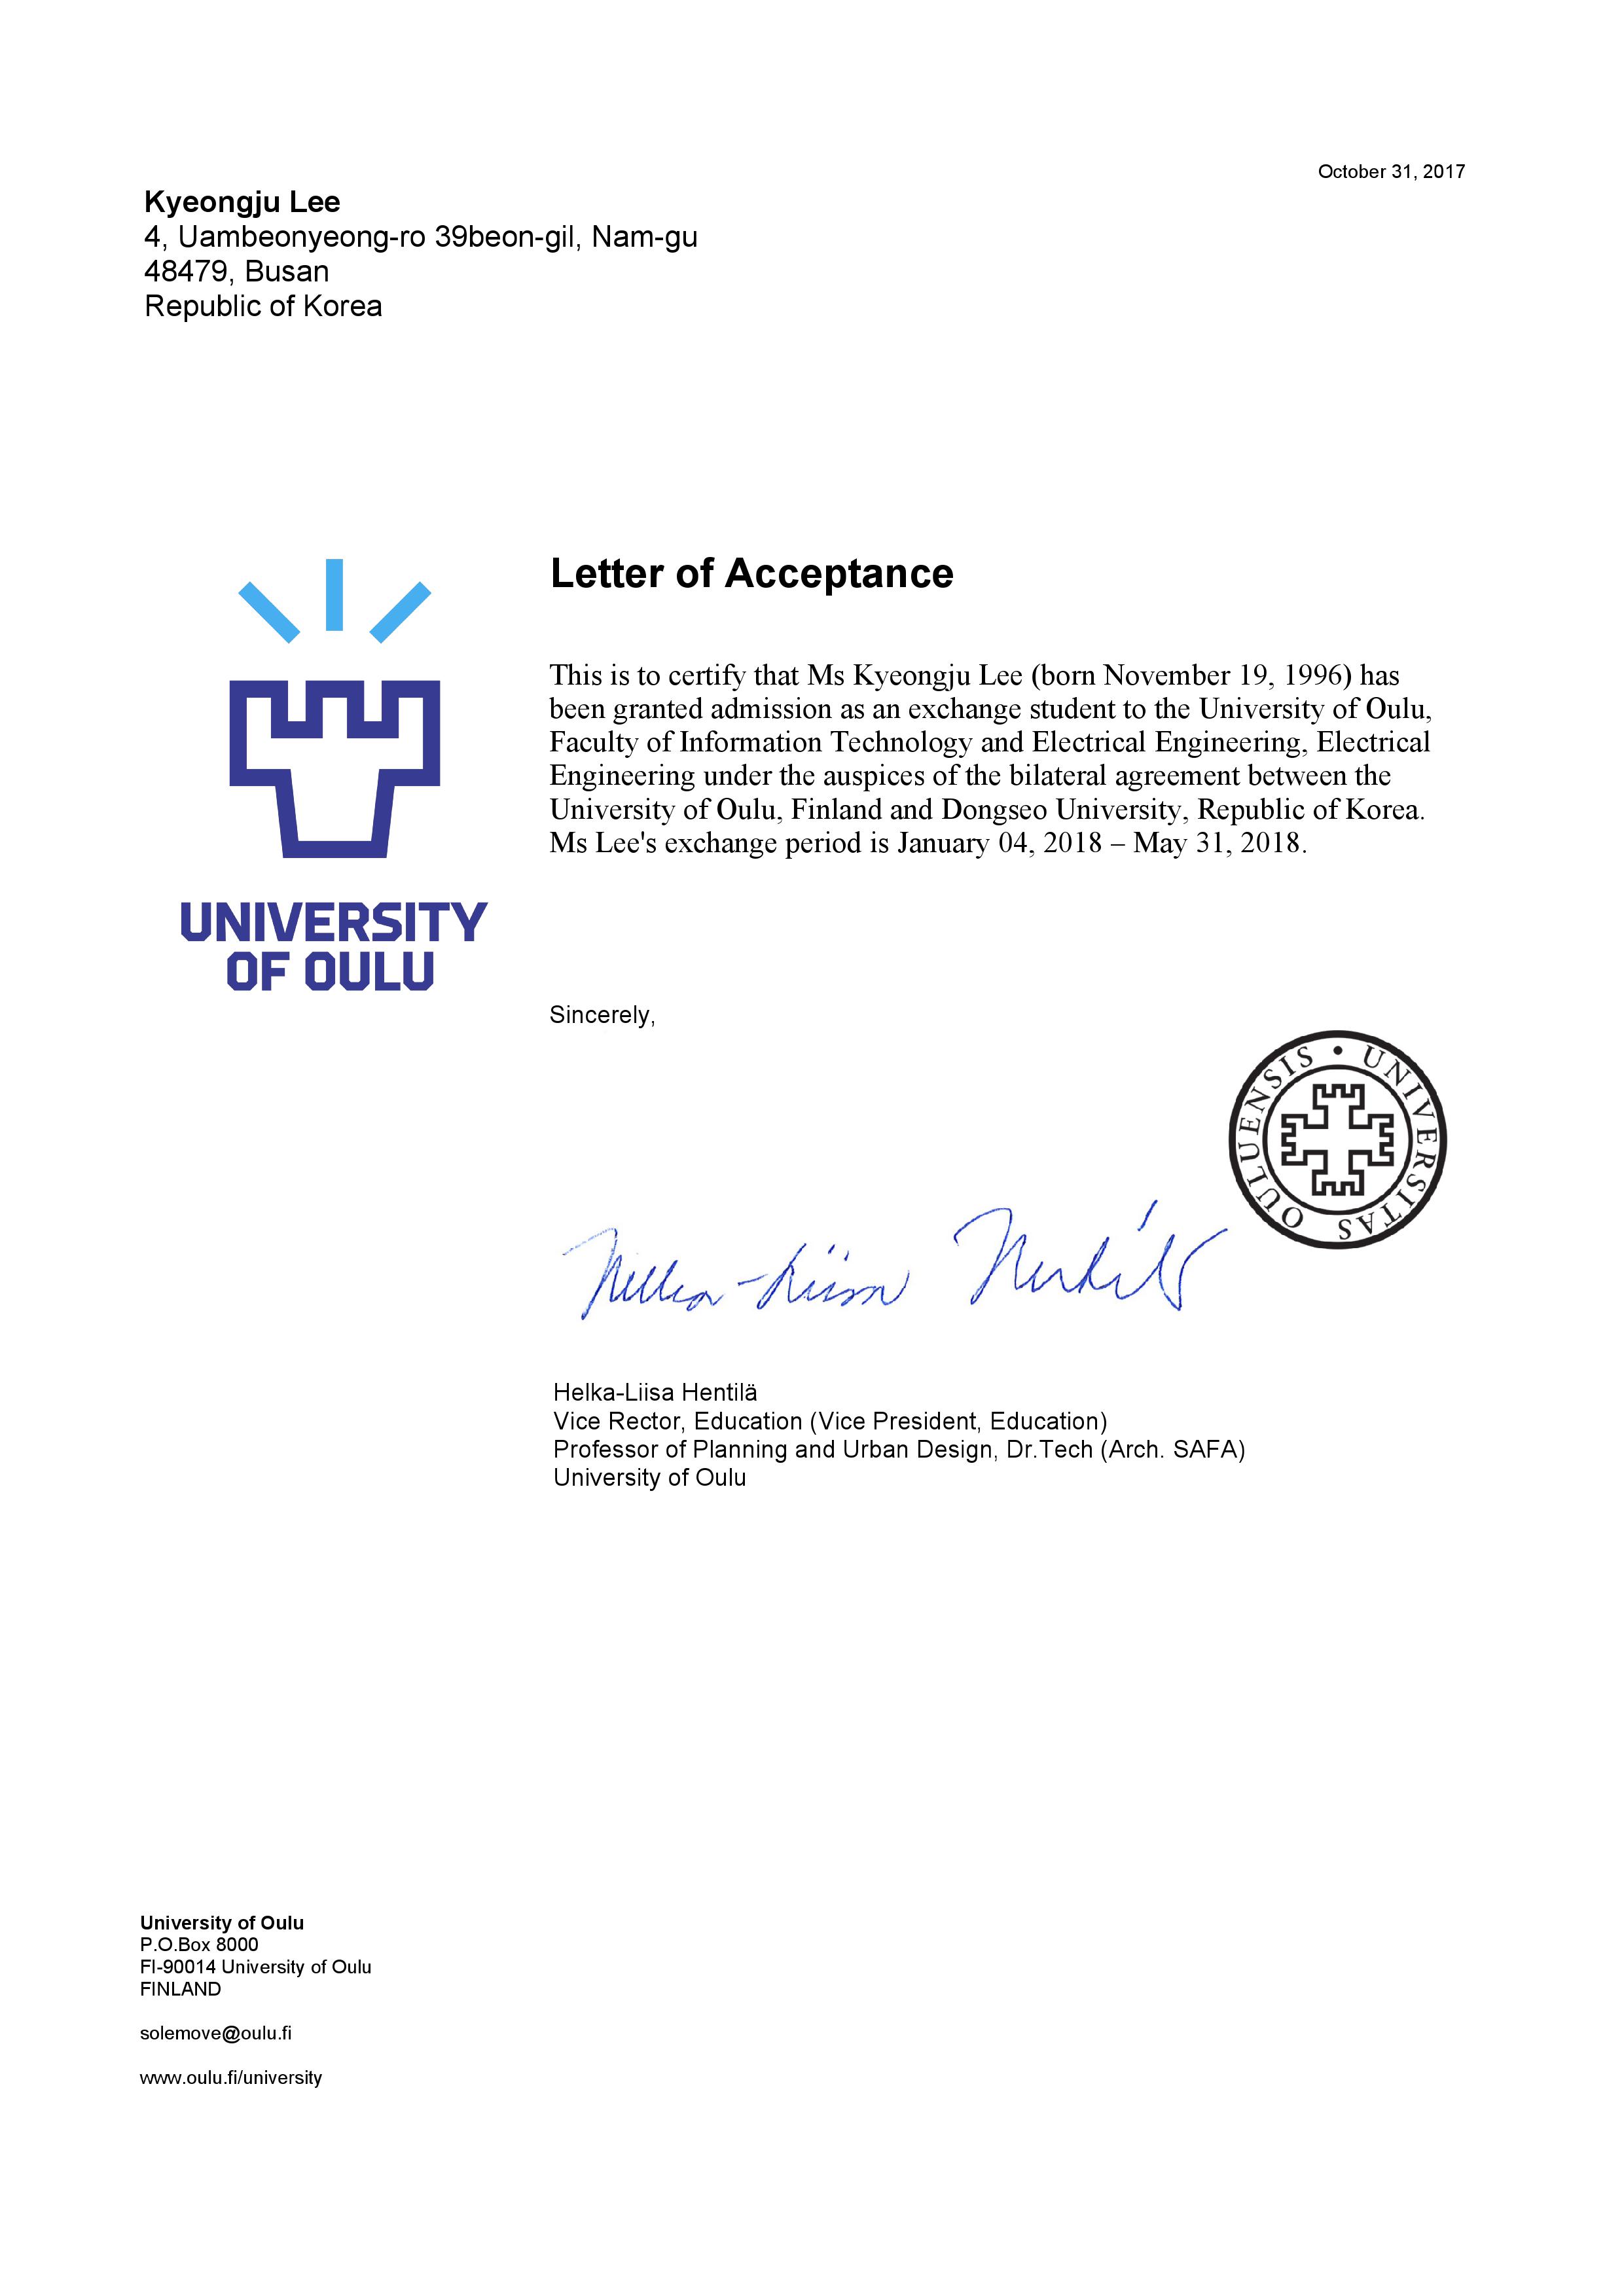 October 31, 2017
Kyeongju Lee
4, Uambeonyeong-ro 39beon-gil, Nam-gu
48479, Busan
Republic of Korea
Letter of Acceptance
This is to certify that Ms Kyeongju Lee (born November 19, 1996) has
been granted admission as an exchange student to the University of Oulu,
Faculty of Information Technology and Electrical Engineering, Electrical
Engineering under the auspices of the bilateral agreement between the
University of Oulu, Finland and Dongseo University, Republic of Korea.
Ms Lee's exchange period is January 04, 2018 – May 31, 2018.
UNIVERSITY
OF OULU
Sincerely,
UNIVERSITAS OULUENSIS •
Helka-Liisa Hentilä
Helka-Liisa Hentilä
Vice Rector, Education (Vice President, Education)
Professor of Planning and Urban Design, Dr.Tech (Arch. SAFA)
University of Oulu
University of Oulu
P.O.Box 8000
FI-90014 University of Oulu
FINLAND
solemove@oulu.fi
www.oulu.fi/university